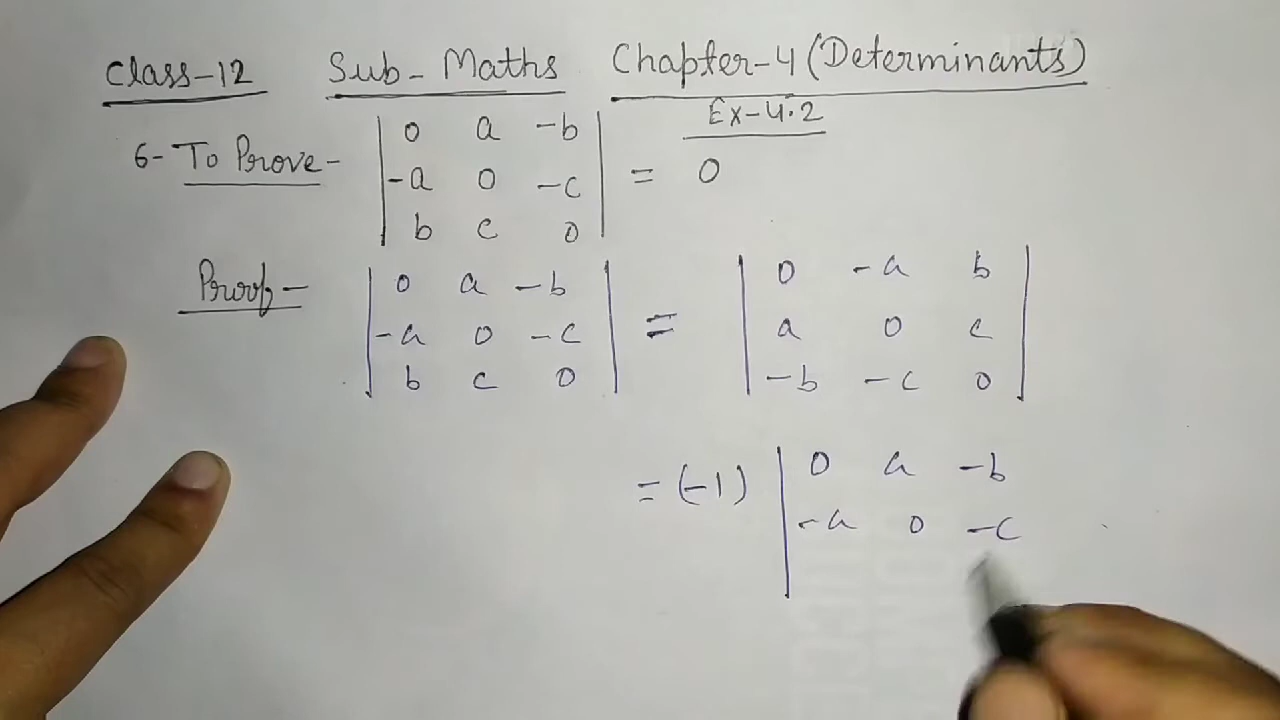 Class-12 Sub- Maths Chapter-4 (Determinants)
Ex-4.2
6- To Prove- | 0 a -b | = 0
| -a 0 -c |
| b c 0 |
Proof- | 0 a -b | = | 0 -a b |
| -a 0 -c | | a 0 c |
| b c 0 | | -b -c 0 |
= (-1) | 0 a -b
| -a 0 -c